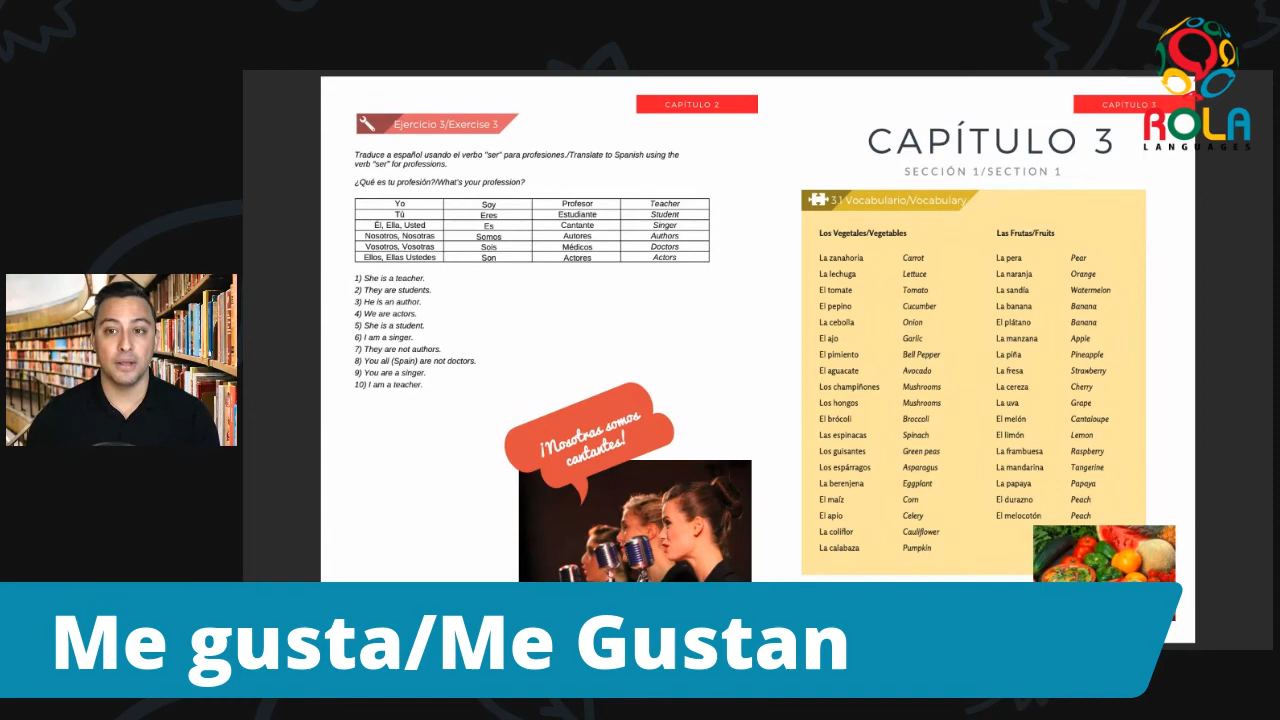 CAPÍTULO 2
Ejercicio 3/Exercise 3
Traduce a español usando el verbo "ser" para profesiones./Translate to Spanish using the
verb "ser" for professions.
¿Qué es tu profesión?/What's your profession?
Yo Soy Profesor Teacher
Tú Eres Estudiante Student
Él, Ella, Usted Es Cantante Singer
Nosotros, Nosotras Somos Autores Authors
Vosotros, Vosotras Sois Médicos Doctors
Ellos, Ellas Ustedes Son Actores Actors
1) She is a teacher.
2) They are students.
3) He is an author.
4) We are actors.
5) She is a student.
6) I am a singer.
7) They are not authors.
8) You all (Spain) are not doctors.
9) You are a singer.
10) I am a teacher.
¡Nosotras somos
cantantes!
CAPÍTULO 3
CAPÍTULO 3
SECCIÓN 1/SECTION 1
3.1 Vocabulario/Vocabulary
Los Vegetales/Vegetables Las Frutas/Fruits
La zanahoria Carrot La pera Pear
La lechuga Lettuce La naranja Orange
El tomate Tomato La sandía Watermelon
El pepino Cucumber La banana Banana
La cebolla Onion El plátano Banana
El ajo Garlic La manzana Apple
El pimiento Bell Pepper La piña Pineapple
El aguacate Avocado La fresa Strawberry
Los champiñones Mushrooms La cereza Cherry
Los hongos Mushrooms La uva Grape
El brócoli Broccoli El melón Cantaloupe
Las espinacas Spinach El limón Lemon
Los guisantes Green peas La frambuesa Raspberry
Los espárragos Asparagus La mandarina Tangerine
La berenjena Eggplant La papaya Papaya
El maíz Corn El durazno Peach
El apio Celery El melocotón Peach
La coliflor Cauliflower
La calabaza Pumpkin
ROLA
LANGUAGES
Me gusta/Me Gustan